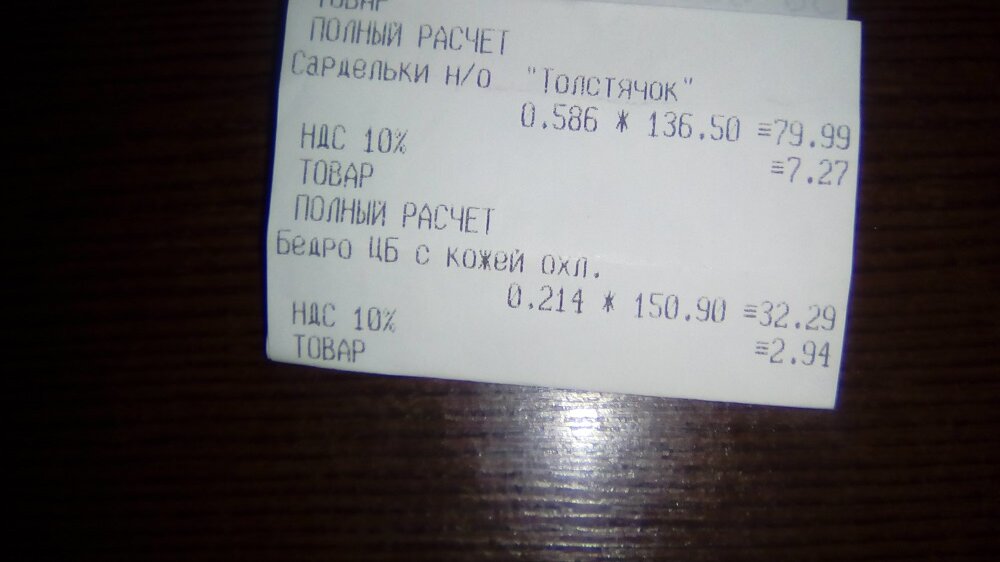 ТОВАР
ПОЛНЫЙ РАСЧЕТ
Сардельки н/о "Толстячок"
0.586 * 136.50 =79.99
НДС 10% =7.27
ТОВАР
ПОЛНЫЙ РАСЧЕТ
Бедро ЦБ с кожей охл.
0.214 * 150.90 =32.29
НДС 10% =2.94
ТОВАР